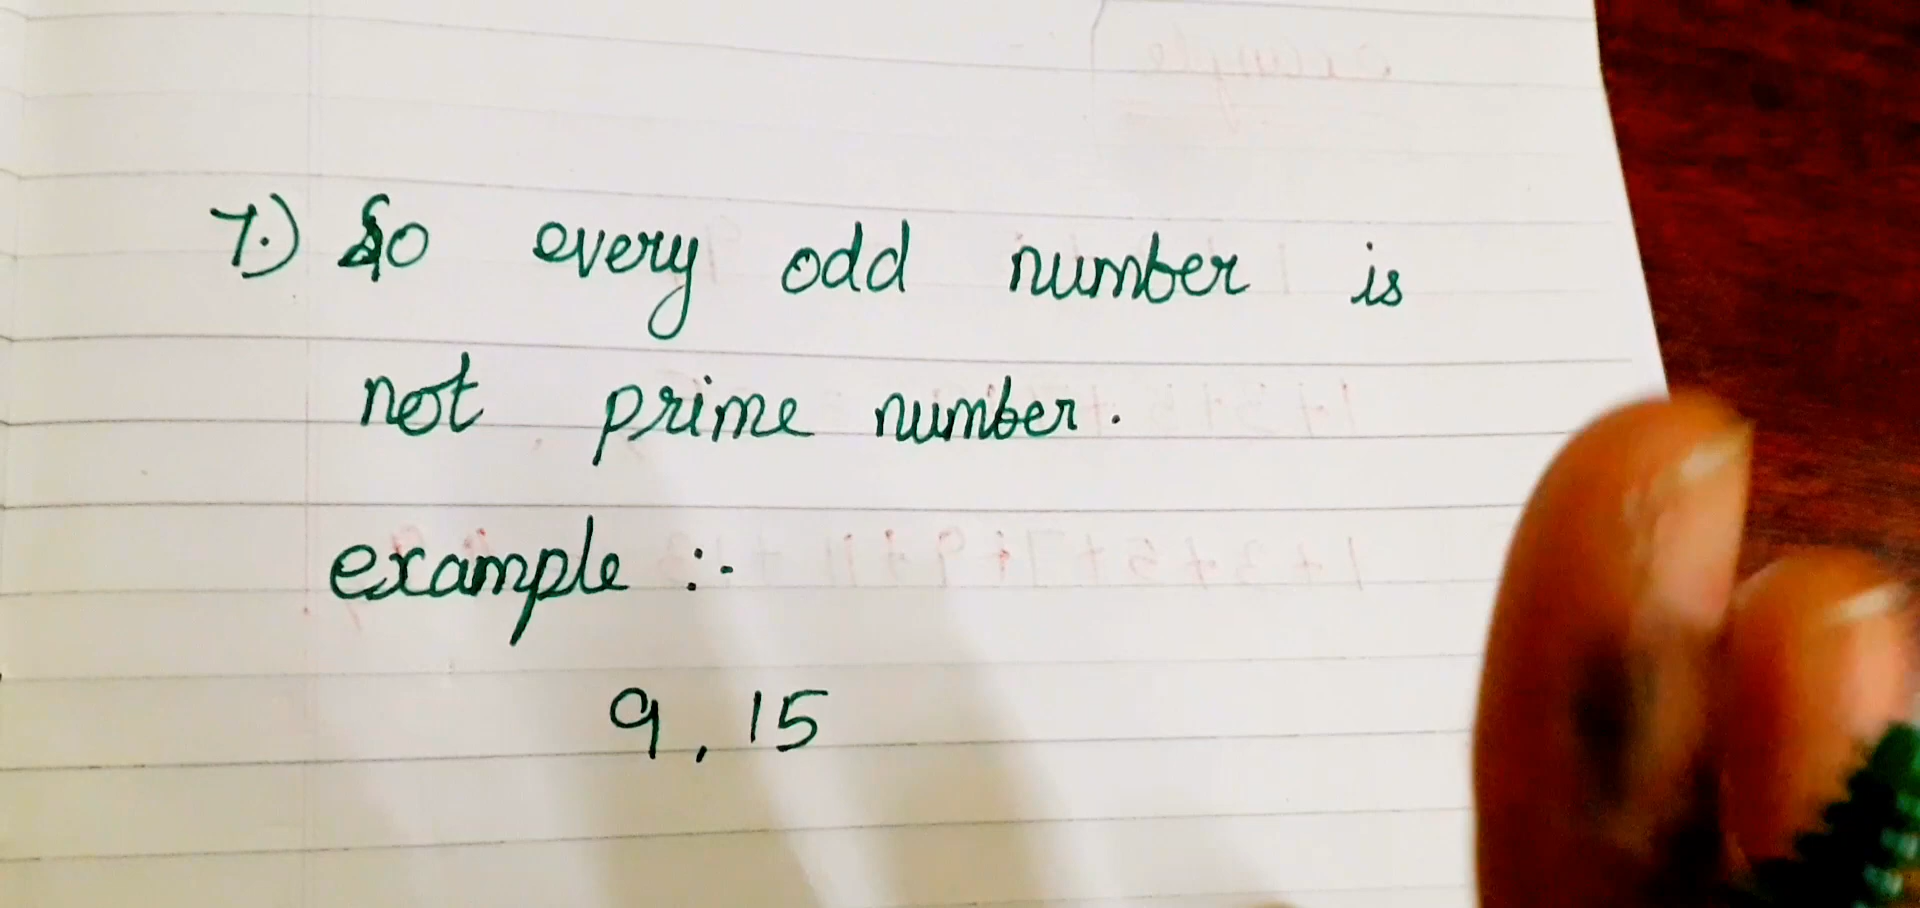 7.) So every odd number is
not prime number.
example :-
9, 15